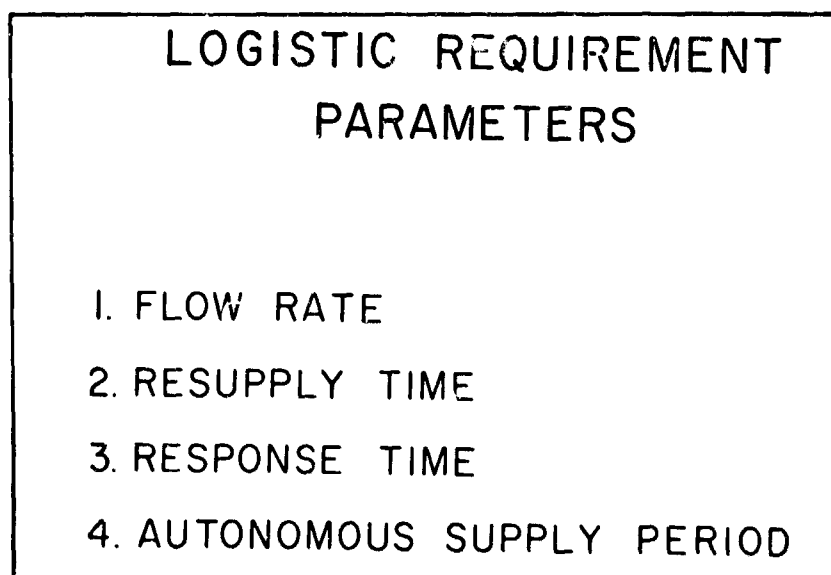 LOGISTIC REQUIREMENT
PARAMETERS
1. FLOW RATE
2. RESUPPLY TIME
3. RESPONSE TIME
4. AUTONOMOUS SUPPLY PERIOD